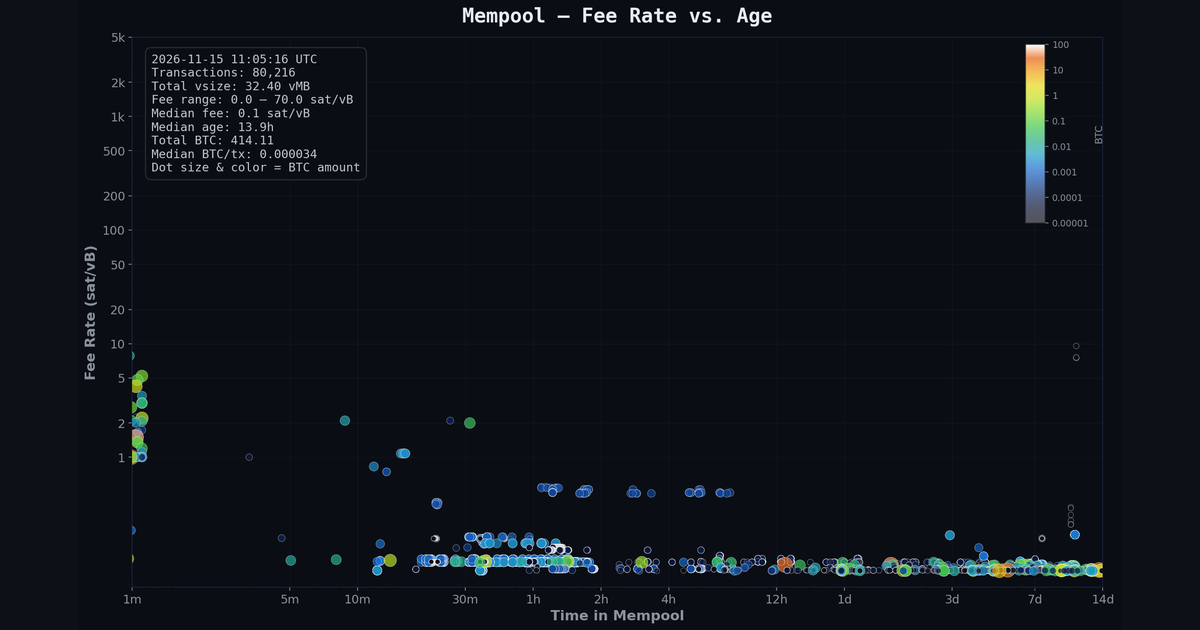 Mempool — Fee Rate vs. Age
2026-11-15 11:05:16 UTC
Transactions: 80,216
Total vsize: 32.40 vMB
Fee range: 0.0 — 70.0 sat/vB
Median fee: 0.1 sat/vB
Median age: 13.9h
Total BTC: 414.11
Median BTC/tx: 0.000034
Dot size & color = BTC amount
100
10
1
0.1
0.01
0.001
0.0001
0.00001
BTC
Fee Rate (sat/vB)
5k
2k
1k
500
200
100
50
20
10
5
2
1
1m 5m 10m 30m 1h 2h 4h 12h 1d 3d 7d 14d
Time in Mempool